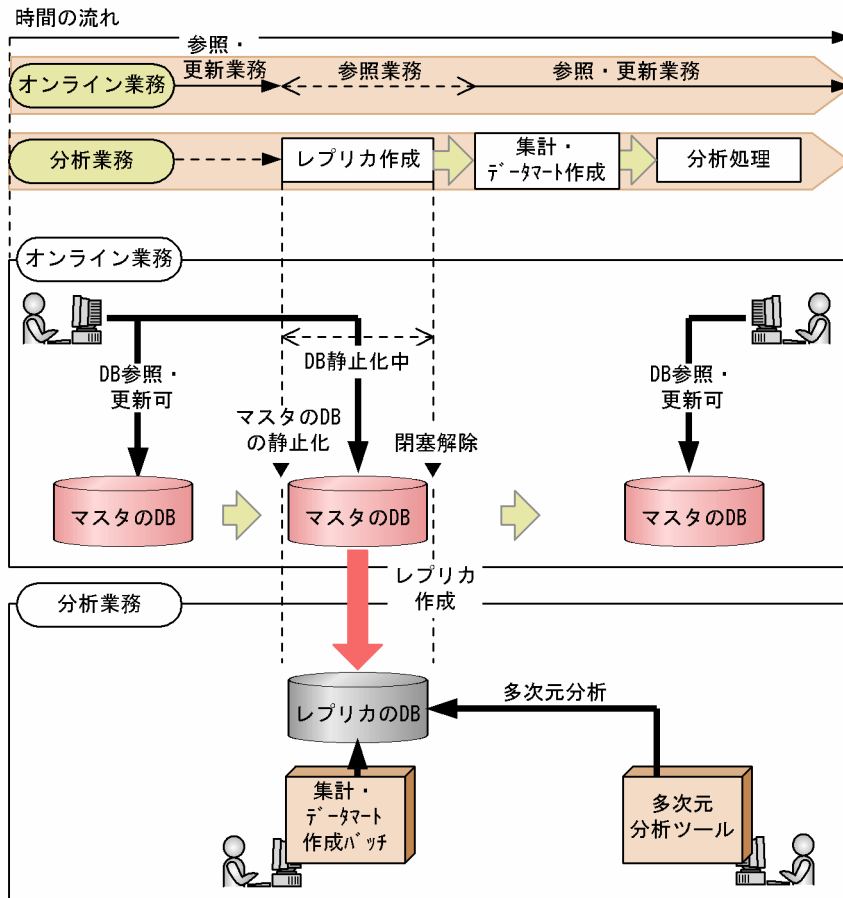 時間の流れ
参照・
更新業務
参照業務
参照・更新業務
オンライン業務
分析業務
レプリカ作成
集計・
ﾃﾞｰﾀﾏｰﾄ作成
分析処理
オンライン業務
DB静止化中
DB参照・
更新可
DB参照・
更新可
マスタのDB
の静止化
閉塞解除
マスタのDB
マスタのDB
マスタのDB
レプリカ
作成
分析業務
レプリカのDB
多次元分析
集計・
ﾃﾞｰﾀﾏｰﾄ
作成ﾊﾞｯﾁ
多次元
分析ツール